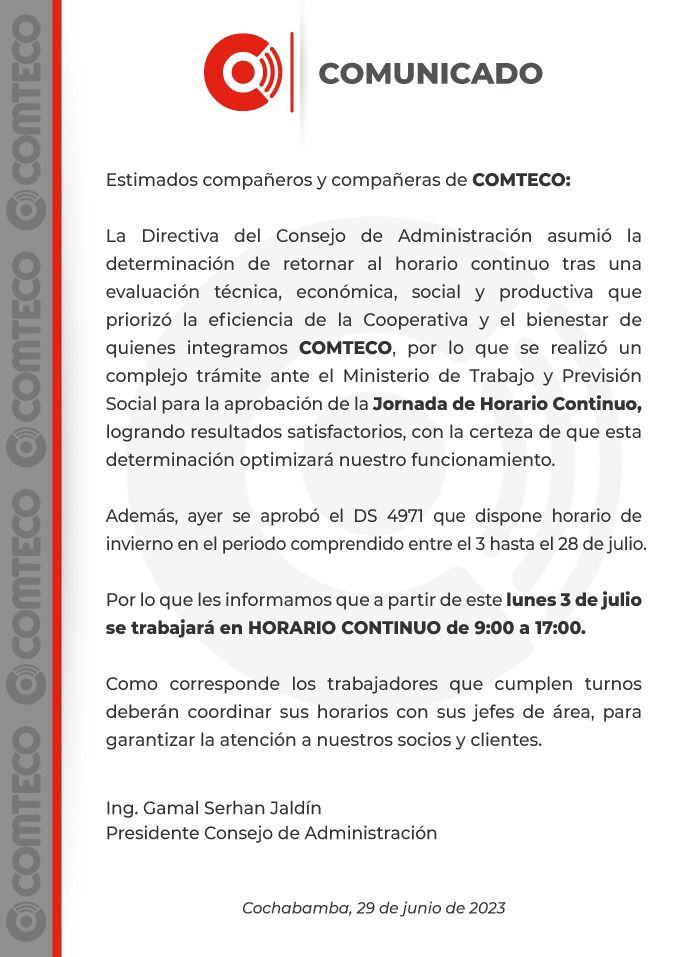 COMUNICADO
Estimados compañeros y compañeras de COMTECO:
La Directiva del Consejo de Administración asumió la
determinación de retornar al horario continuo tras una
evaluación técnica, económica, social y productiva que
priorizó la eficiencia de la Cooperativa y el bienestar de
quienes integramos COMTECO, por lo que se realizó un
complejo trámite ante el Ministerio de Trabajo y Previsión
Social para la aprobación de la Jornada de Horario Continuo,
logrando resultados satisfactorios, con la certeza de que esta
determinación optimizará nuestro funcionamiento.
Además, ayer se aprobó el DS 4971 que dispone horario de
invierno en el periodo comprendido entre el 3 hasta el 28 de julio.
Por lo que les informamos que a partir de este lunes 3 de julio
se trabajará en HORARIO CONTINUO de 9:00 a 17:00.
Como corresponde los trabajadores que cumplen turnos
deberán coordinar sus horarios con sus jefes de área, para
garantizar la atención a nuestros socios y clientes.
Ing. Gamal Serhan Jaldín
Presidente Consejo de Administración
Cochabamba, 29 de junio de 2023
COMTECO
COMTECO
COMTECO
COMTECO